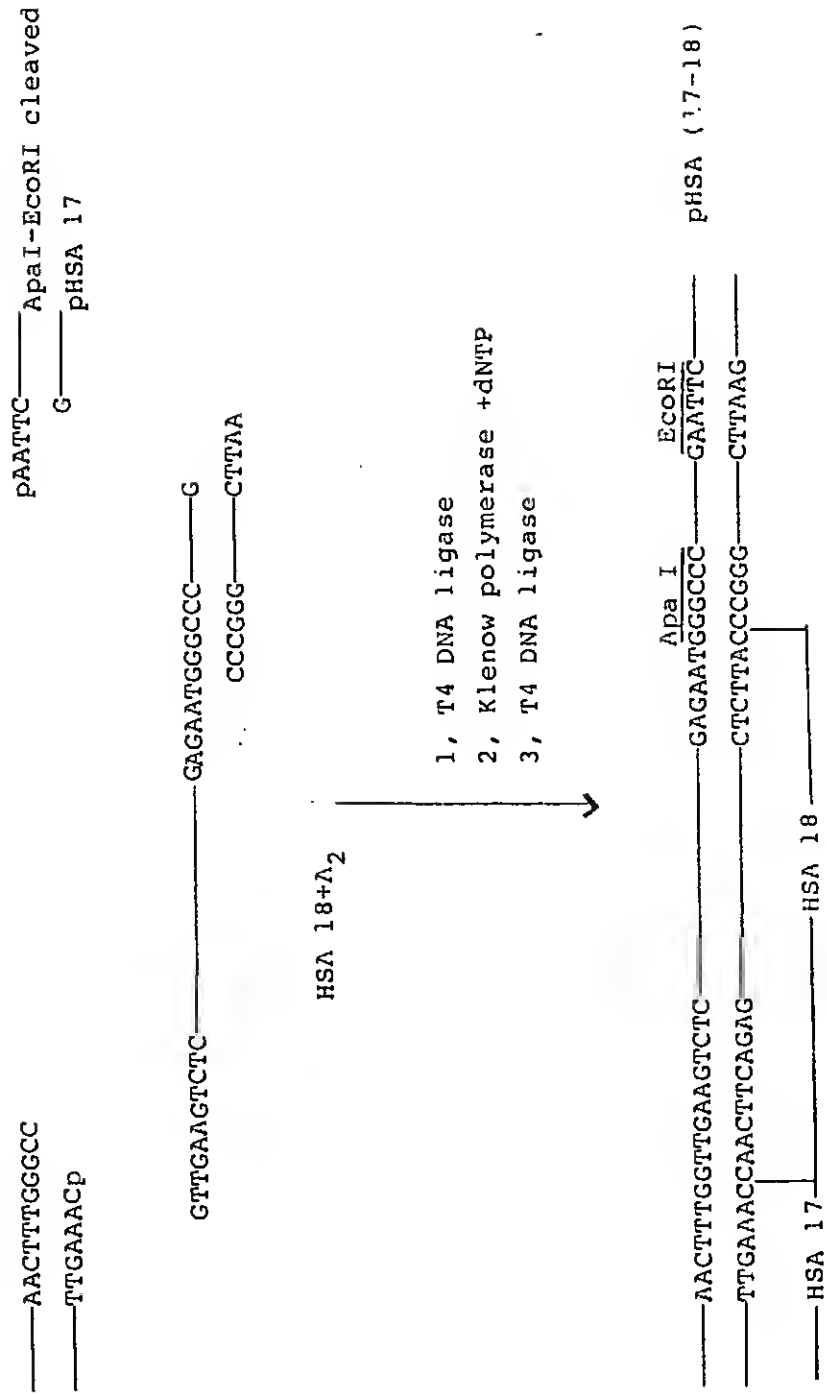 AACTTTGGGCC
TTGAAACp
pAATTC ApaI-EcoRI cleaved
G pHSA 17
GTTGAAGTCTC GAGAATGGGCCC G
CCCGGG CTTAA
HSA 18+A2
1, T4 DNA ligase
2, Klenow polymerase +dNTP
3, T4 DNA ligase
Apa I EcoRI
AACTTTGGTTGAAGTCTC GAGAATGGGCCC GAATTC
pHSA (17-18)
TTGAAACCAACTTCAGAG CTCTTACCCGGG CTTAAG
HSA 17 HSA 18